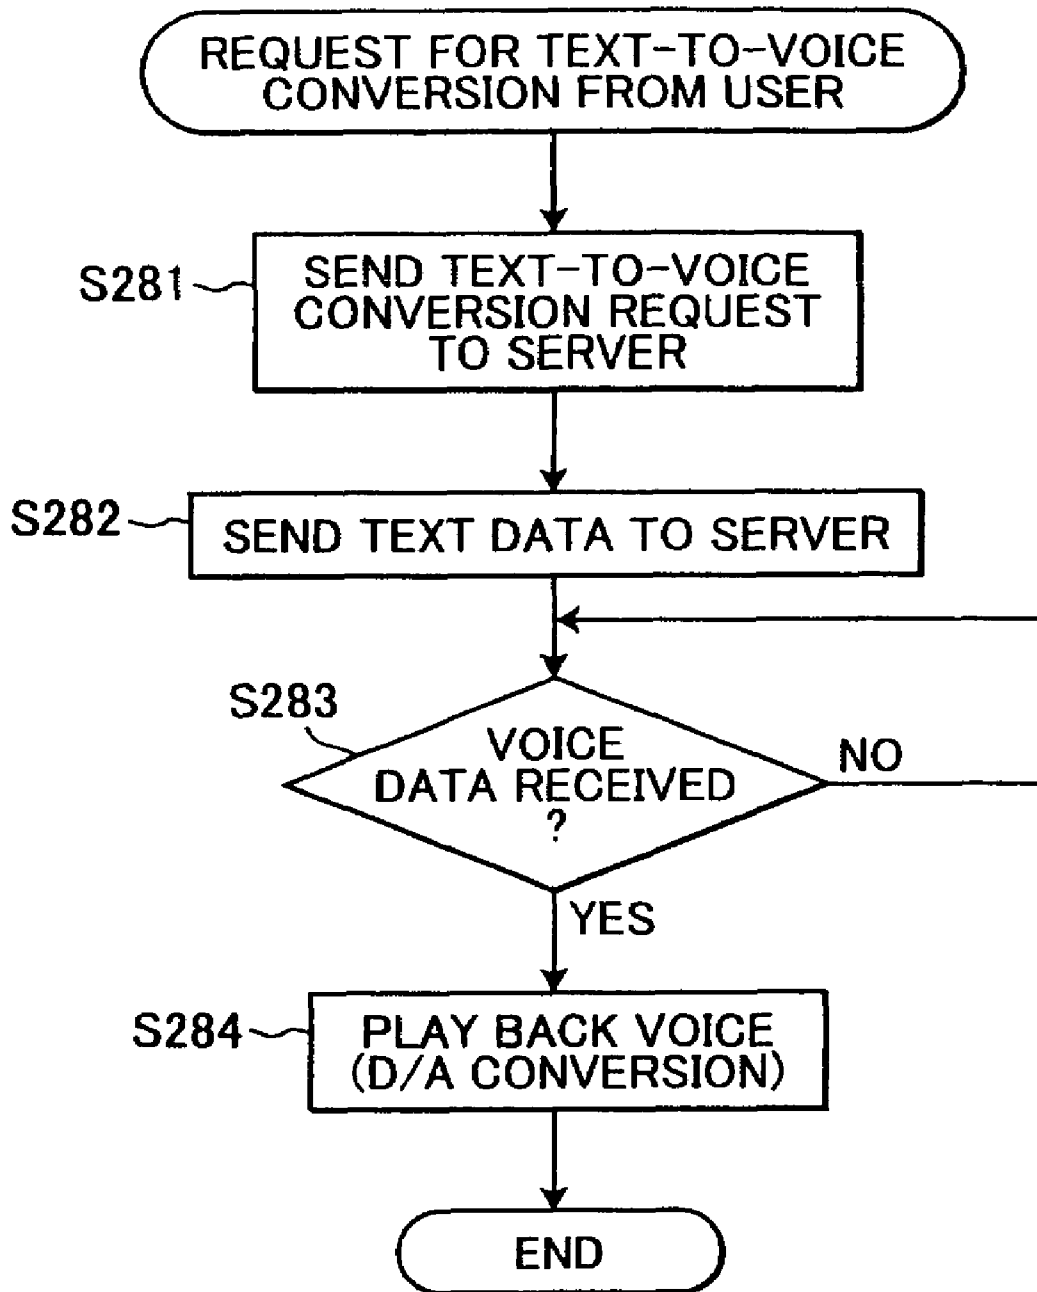 REQUEST FOR TEXT-TO-VOICE
CONVERSION FROM USER
S281
SEND TEXT-TO-VOICE
CONVERSION REQUEST
TO SERVER
S282
SEND TEXT DATA TO SERVER
S283
VOICE
DATA RECEIVED
?
NO
YES
S284
PLAY BACK VOICE
(D/A CONVERSION)
END